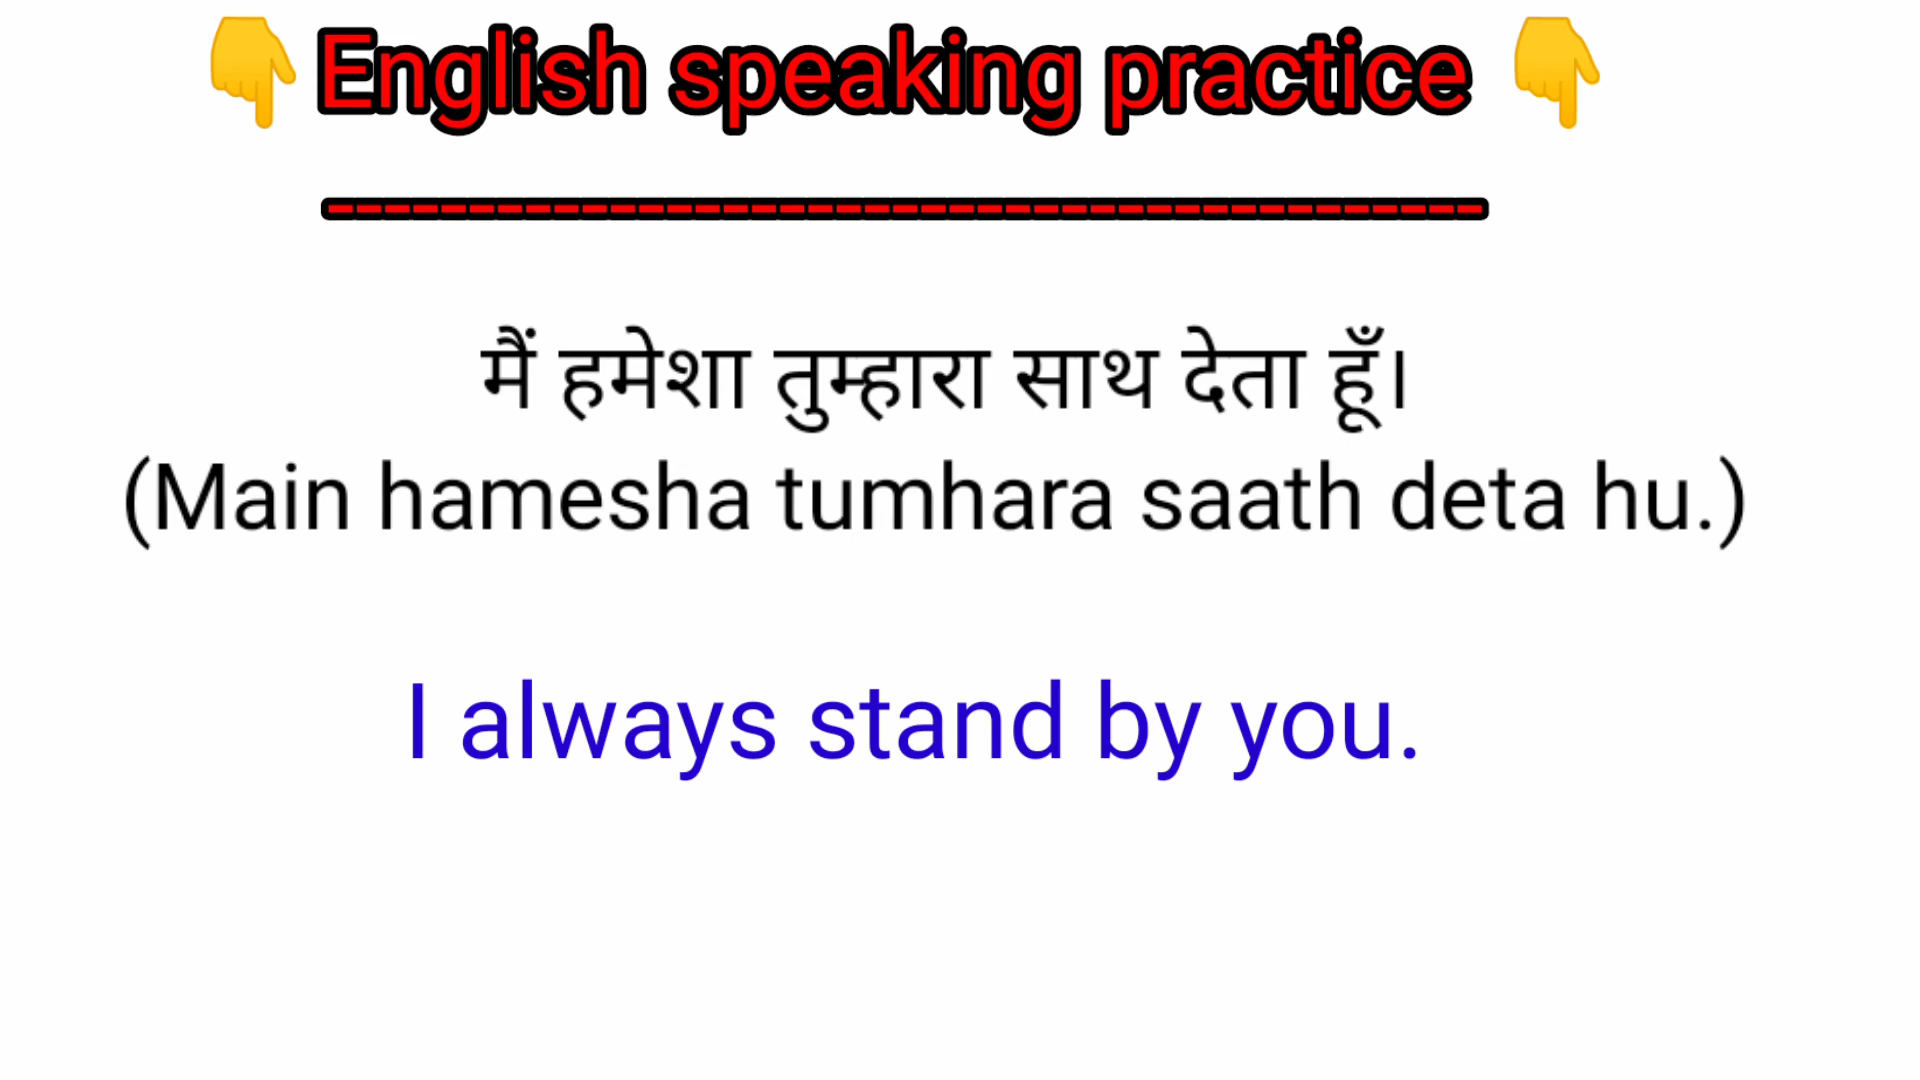 👇English speaking practice 👇
------------------------------------------
मैं हमेशा तुम्हारा साथ देता हूँ।
(Main hamesha tumhara saath deta hu.)
I always stand by you.